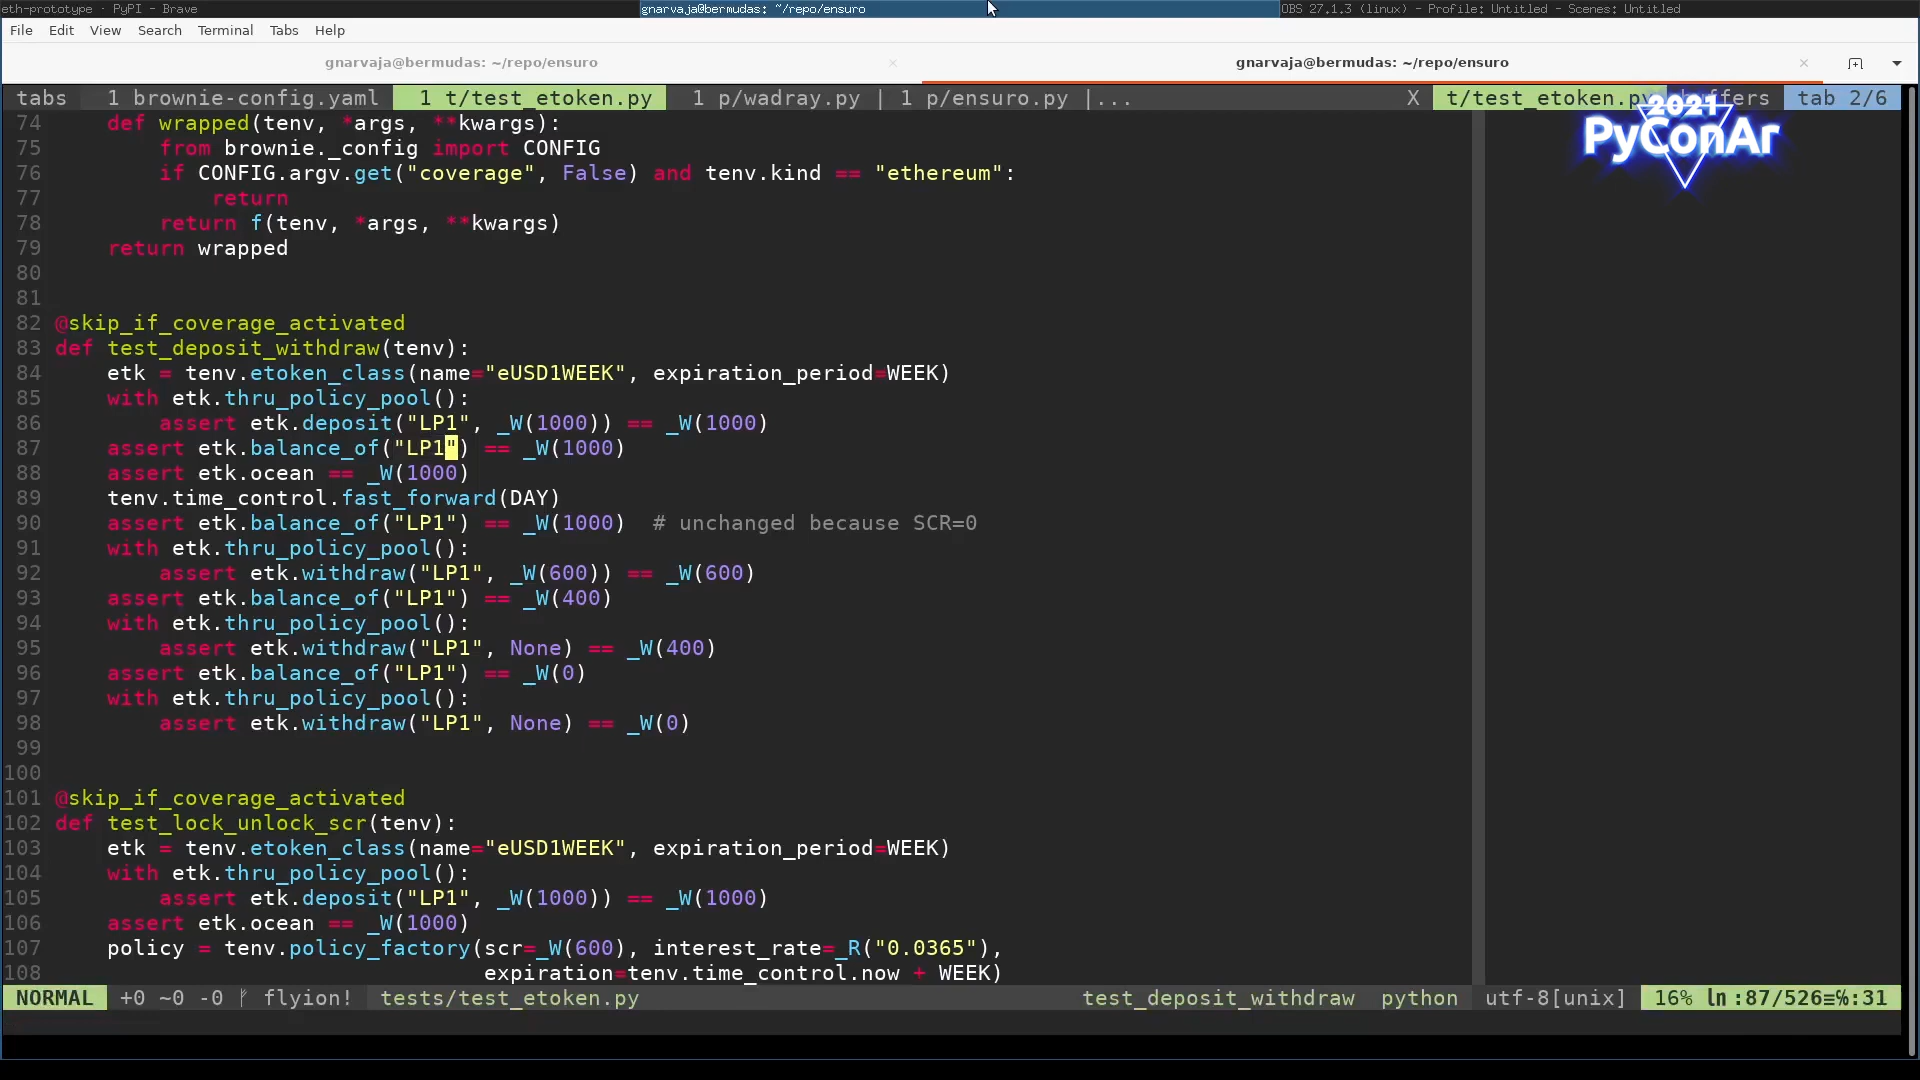 eth-prototype · PyPI - Brave
gnarvaja@bermudas: ~/repo/ensuro
OBS 27.1.3 (linux) - Profile: Untitled - Scenes: Untitled
File Edit View Search Terminal Tabs Help
gnarvaja@bermudas: ~/repo/ensuro × gnarvaja@bermudas: ~/repo/ensuro ×
tabs 1 brownie-config.yaml 1 t/test_etoken.py 1 p/wadray.py | 1 p/ensuro.py |... X t/test_etoken.py buffers tab 2/6
2021
PyConAr
74     def wrapped(tenv, *args, **kwargs):
75         from brownie._config import CONFIG
76         if CONFIG.argv.get("coverage", False) and tenv.kind == "ethereum":
77             return
78         return f(tenv, *args, **kwargs)
79     return wrapped
80
81
82 @skip_if_coverage_activated
83 def test_deposit_withdraw(tenv):
84     etk = tenv.etoken_class(name="eUSD1WEEK", expiration_period=WEEK)
85     with etk.thru_policy_pool():
86         assert etk.deposit("LP1", _W(1000)) == _W(1000)
87     assert etk.balance_of("LP1") == _W(1000)
88     assert etk.ocean == _W(1000)
89     tenv.time_control.fast_forward(DAY)
90     assert etk.balance_of("LP1") == _W(1000)  # unchanged because SCR=0
91     with etk.thru_policy_pool():
92         assert etk.withdraw("LP1", _W(600)) == _W(600)
93     assert etk.balance_of("LP1") == _W(400)
94     with etk.thru_policy_pool():
95         assert etk.withdraw("LP1", None) == _W(400)
96     assert etk.balance_of("LP1") == _W(0)
97     with etk.thru_policy_pool():
98         assert etk.withdraw("LP1", None) == _W(0)
99
100
101 @skip_if_coverage_activated
102 def test_lock_unlock_scr(tenv):
103     etk = tenv.etoken_class(name="eUSD1WEEK", expiration_period=WEEK)
104     with etk.thru_policy_pool():
105         assert etk.deposit("LP1", _W(1000)) == _W(1000)
106     assert etk.ocean == _W(1000)
107     policy = tenv.policy_factory(scr=_W(600), interest_rate=_R("0.0365"),
108                                  expiration=tenv.time_control.now + WEEK)
NORMAL +0 ~0 -0 flyion! tests/test_etoken.py test_deposit_withdraw python utf-8[unix] 16% ln :87/526≡℅:31